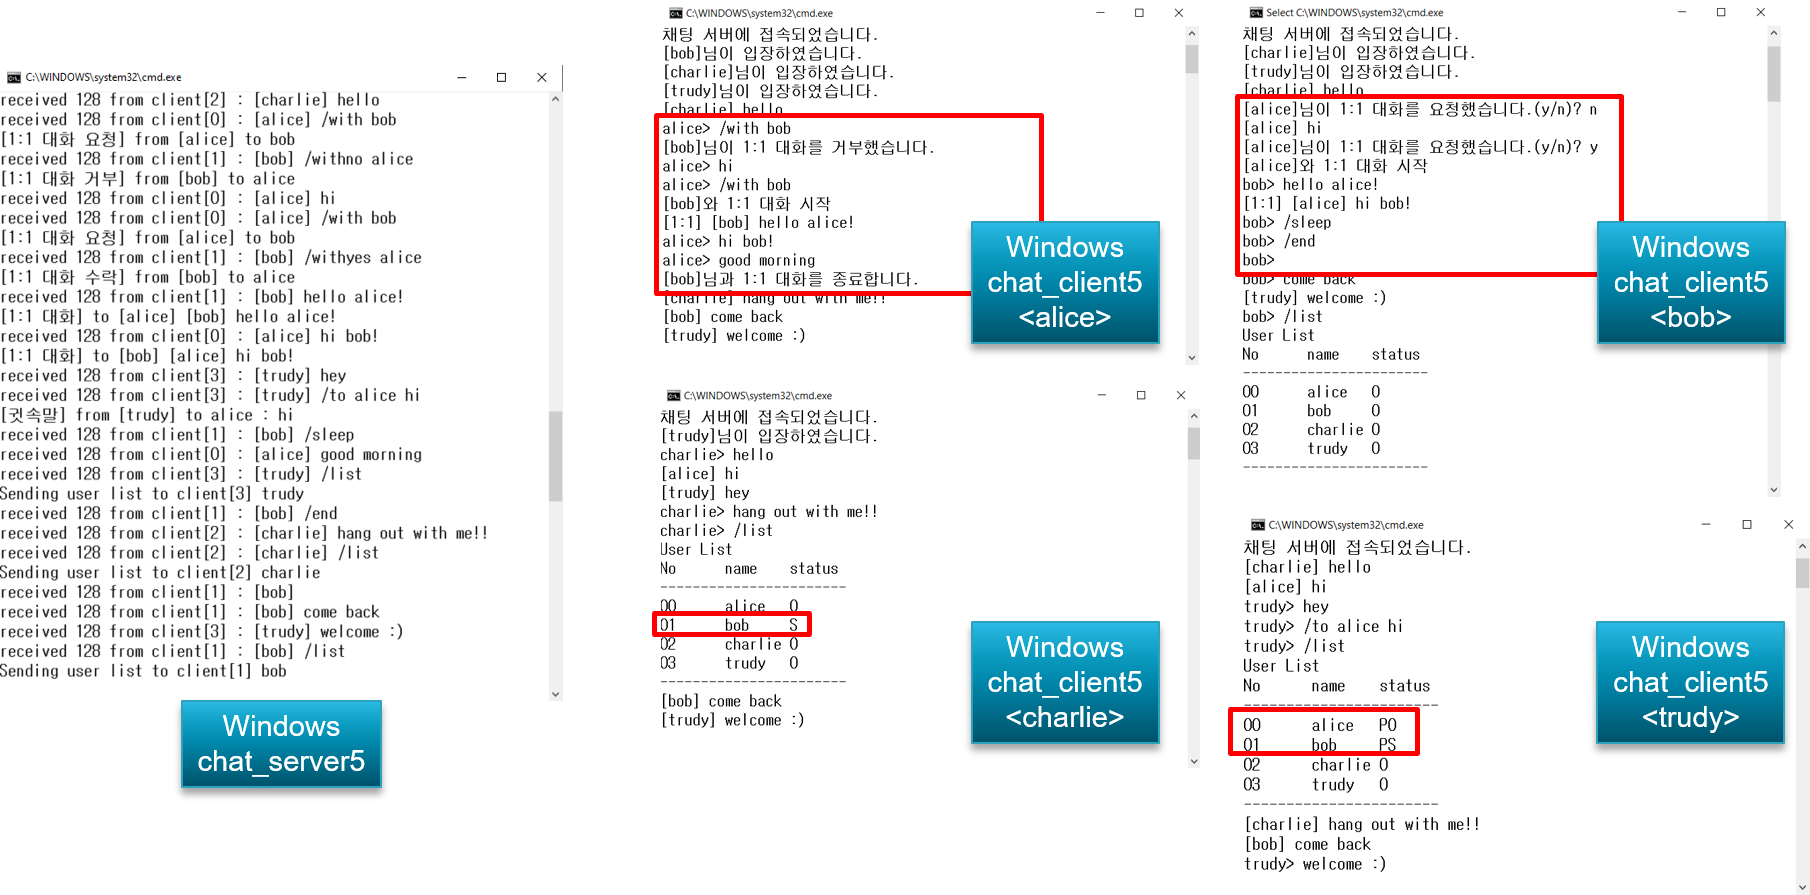 C:\WINDOWS\system32\cmd.exe
received 128 from client[2] : [charlie] hello
received 128 from client[0] : [alice] /with bob
[1:1 대화 요청] from [alice] to bob
received 128 from client[1] : [bob] /withno alice
[1:1 대화 거부] from [bob] to alice
received 128 from client[0] : [alice] hi
received 128 from client[0] : [alice] /with bob
[1:1 대화 요청] from [alice] to bob
received 128 from client[1] : [bob] /withyes alice
[1:1 대화 수락] from [bob] to alice
received 128 from client[1] : [bob] hello alice!
[1:1 대화] to [alice] [bob] hello alice!
received 128 from client[0] : [alice] hi bob!
[1:1 대화] to [bob] [alice] hi bob!
received 128 from client[3] : [trudy] hey
received 128 from client[3] : [trudy] /to alice hi
[귓속말] from [trudy] to alice : hi
received 128 from client[1] : [bob] /sleep
received 128 from client[0] : [alice] good morning
received 128 from client[3] : [trudy] /list
Sending user list to client[3] trudy
received 128 from client[1] : [bob] /end
received 128 from client[2] : [charlie] hang out with me!!
received 128 from client[2] : [charlie] /list
Sending user list to client[2] charlie
received 128 from client[1] : [bob]
received 128 from client[1] : [bob] come back
received 128 from client[3] : [trudy] welcome :)
received 128 from client[1] : [bob] /list
Sending user list to client[1] bob
Windows
chat_server5
C:\WINDOWS\system32\cmd.exe
채팅 서버에 접속되었습니다.
[bob]님이 입장하였습니다.
[charlie]님이 입장하였습니다.
[trudy]님이 입장하였습니다.
[charlie] hello
alice> /with bob
[bob]님이 1:1 대화를 거부했습니다.
alice> hi
alice> /with bob
[bob]와 1:1 대화 시작
[1:1] [bob] hello alice!
alice> hi bob!
alice> good morning
[bob]님과 1:1 대화를 종료합니다.
[charlie] hang out with me!!
[bob] come back
[trudy] welcome :)
Windows
chat_client5
<alice>
Select C:\WINDOWS\system32\cmd.exe
채팅 서버에 접속되었습니다.
[charlie]님이 입장하였습니다.
[trudy]님이 입장하였습니다.
[charlie] hello
[alice]님이 1:1 대화를 요청했습니다.(y/n)? n
[alice] hi
[alice]님이 1:1 대화를 요청했습니다.(y/n)? y
[alice]와 1:1 대화 시작
bob> hello alice!
[1:1] [alice] hi bob!
bob> /sleep
bob> /end
bob>
bob> come back
[trudy] welcome :)
bob> /list
User List
No name status
-----------------------
00 alice O
01 bob O
02 charlie O
03 trudy O
-----------------------
Windows
chat_client5
<bob>
C:\WINDOWS\system32\cmd.exe
채팅 서버에 접속되었습니다.
[trudy]님이 입장하였습니다.
charlie> hello
[alice] hi
[trudy] hey
charlie> hang out with me!!
charlie> /list
User List
No name status
-----------------------
00 alice O
01 bob S
02 charlie O
03 trudy O
-----------------------
[bob] come back
[trudy] welcome :)
Windows
chat_client5
<charlie>
C:\WINDOWS\system32\cmd.exe
채팅 서버에 접속되었습니다.
[charlie] hello
[alice] hi
trudy> hey
trudy> /to alice hi
trudy> /list
User List
No name status
-----------------------
00 alice PO
01 bob PS
02 charlie O
03 trudy O
-----------------------
[charlie] hang out with me!!
[bob] come back
trudy> welcome :)
Windows
chat_client5
<trudy>